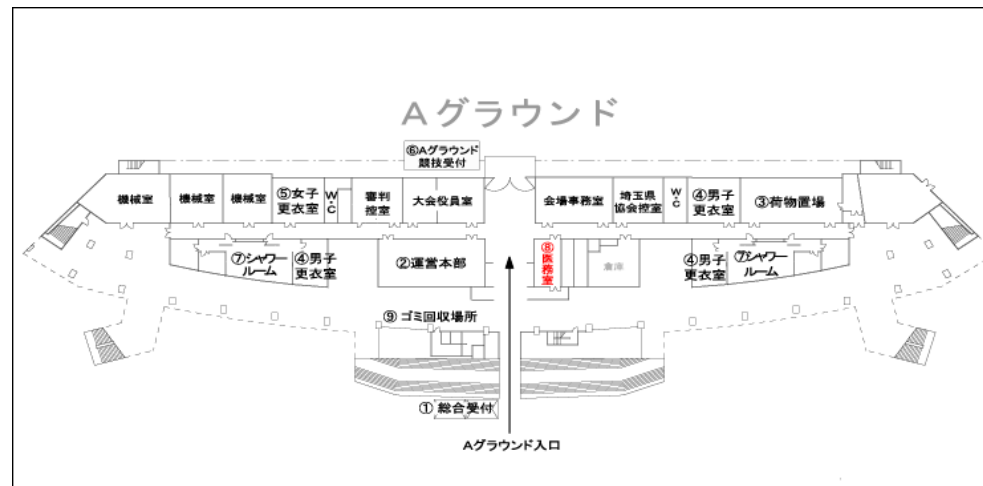 Aグラウンド
⑥Aグラウンド
競技受付
機械室
機械室
機械室
⑤女子
更衣室
W・C
審判
控室
大会役員室
会場事務室
埼玉県
協会控室
W・C
④男子
更衣室
③荷物置場
⑦シャワー
ルーム
④男子
更衣室
②運営本部
⑧医務室
倉庫
④男子
更衣室
⑦シャワー
ルーム
⑨ゴミ回収場所
① 総合受付
Aグラウンド入口